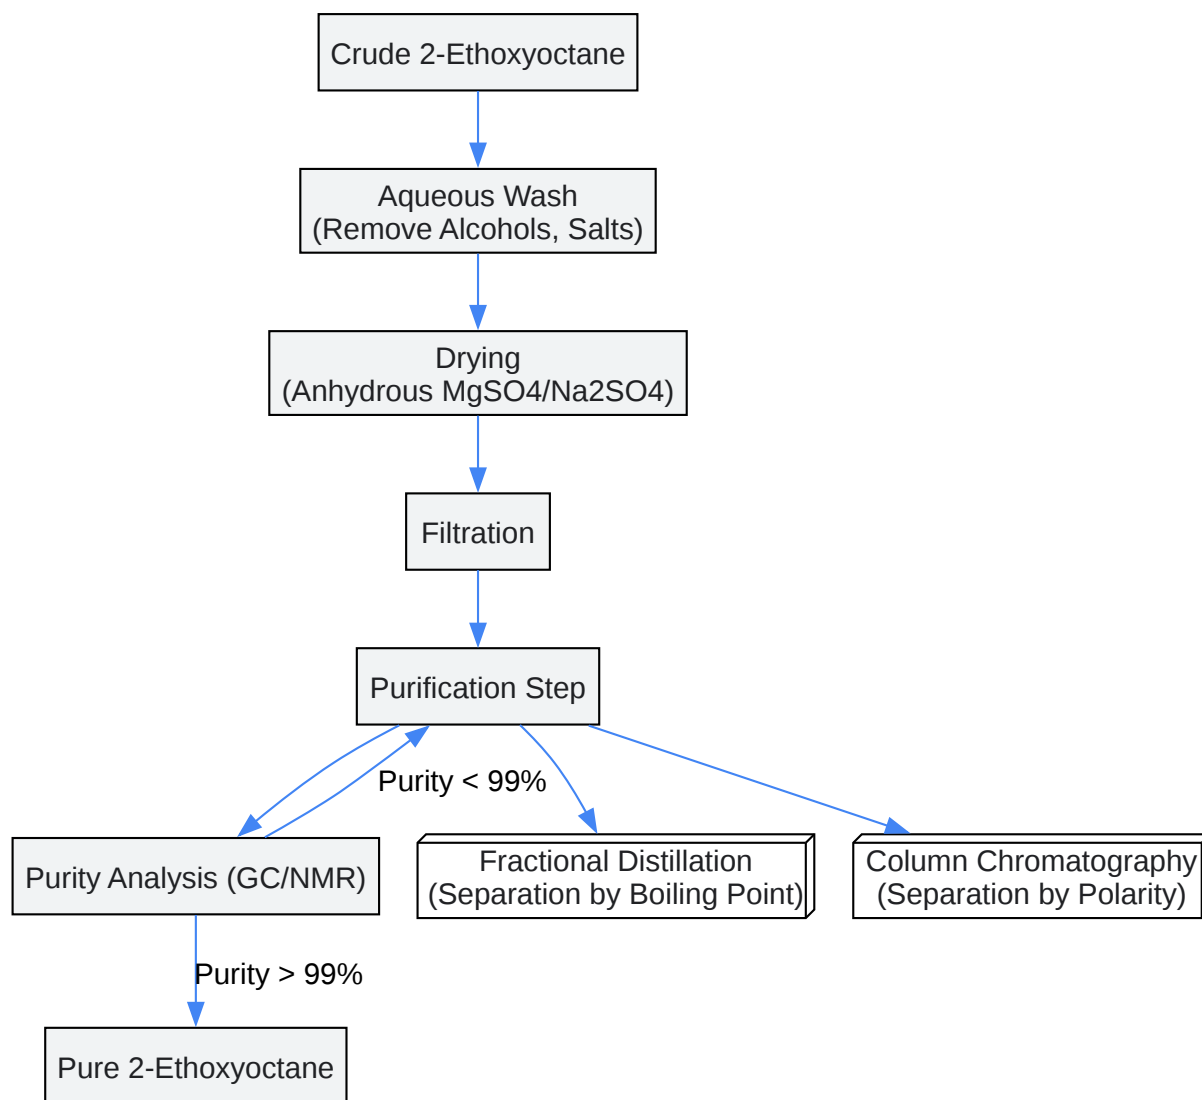 Crude 2-Ethoxyoctane
Aqueous Wash
(Remove Alcohols, Salts)
Drying
(Anhydrous MgSO4/Na2SO4)
Filtration
Purification Step
Purity < 99%
Purity Analysis (GC/NMR)
Fractional Distillation
(Separation by Boiling Point)
Column Chromatography
(Separation by Polarity)
Purity > 99%
Pure 2-Ethoxyoctane